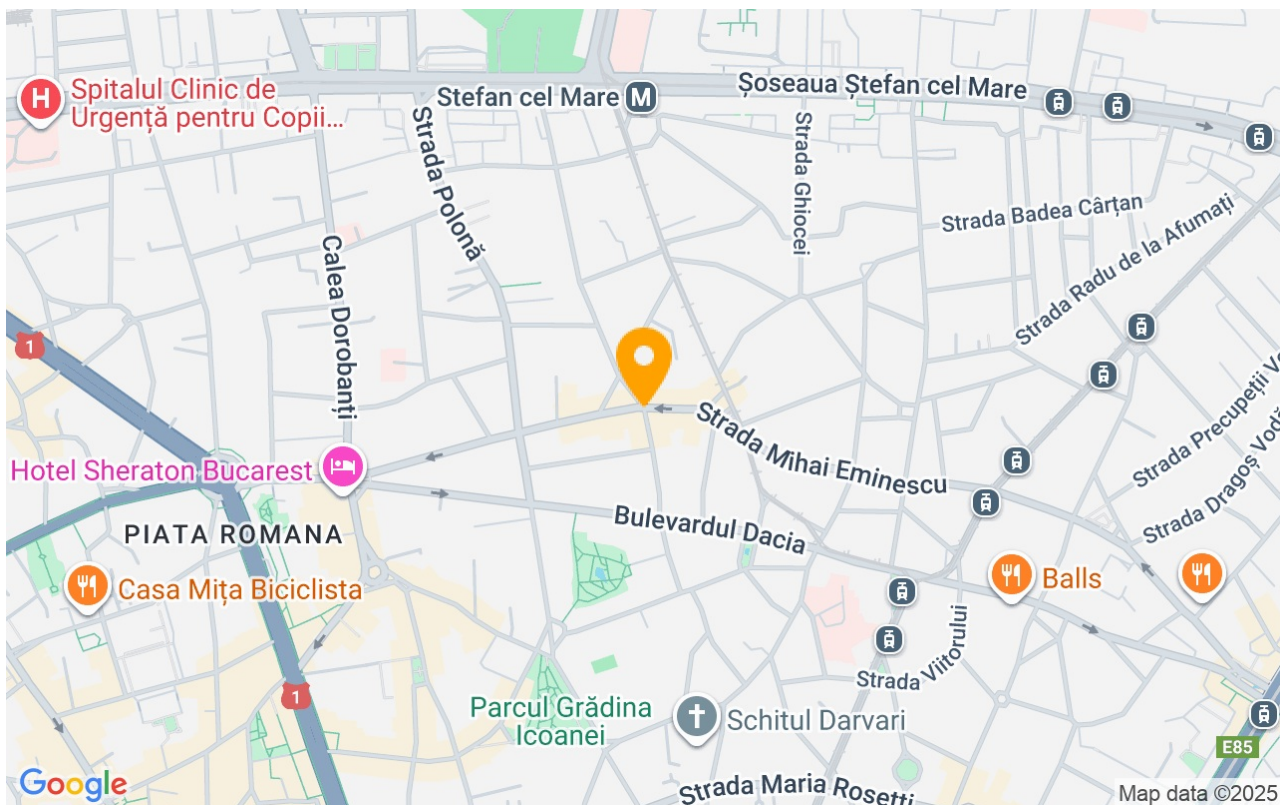 Spitalul Clinic de
Urgență pentru Copii...
Stefan cel Mare
M
Șoseaua Ștefan cel Mare
H
Strada Polonă
Strada Ghiocei
Strada Badea Cârțan
Strada Radu de la Afumați
Calea Dorobanți
1
Strada Mihai Eminescu
Strada Precupeții Ve
Strada Dragoș Vodă
Hotel Sheraton Bucarest
PIATA ROMANA
Bulevardul Dacia
Casa Mița Biciclista
Balls
Strada Viitorului
1
Parcul Grădina
Icoanei
Schitul Darvari
E85
Strada Maria Rosetti
Google
Map data ©2025